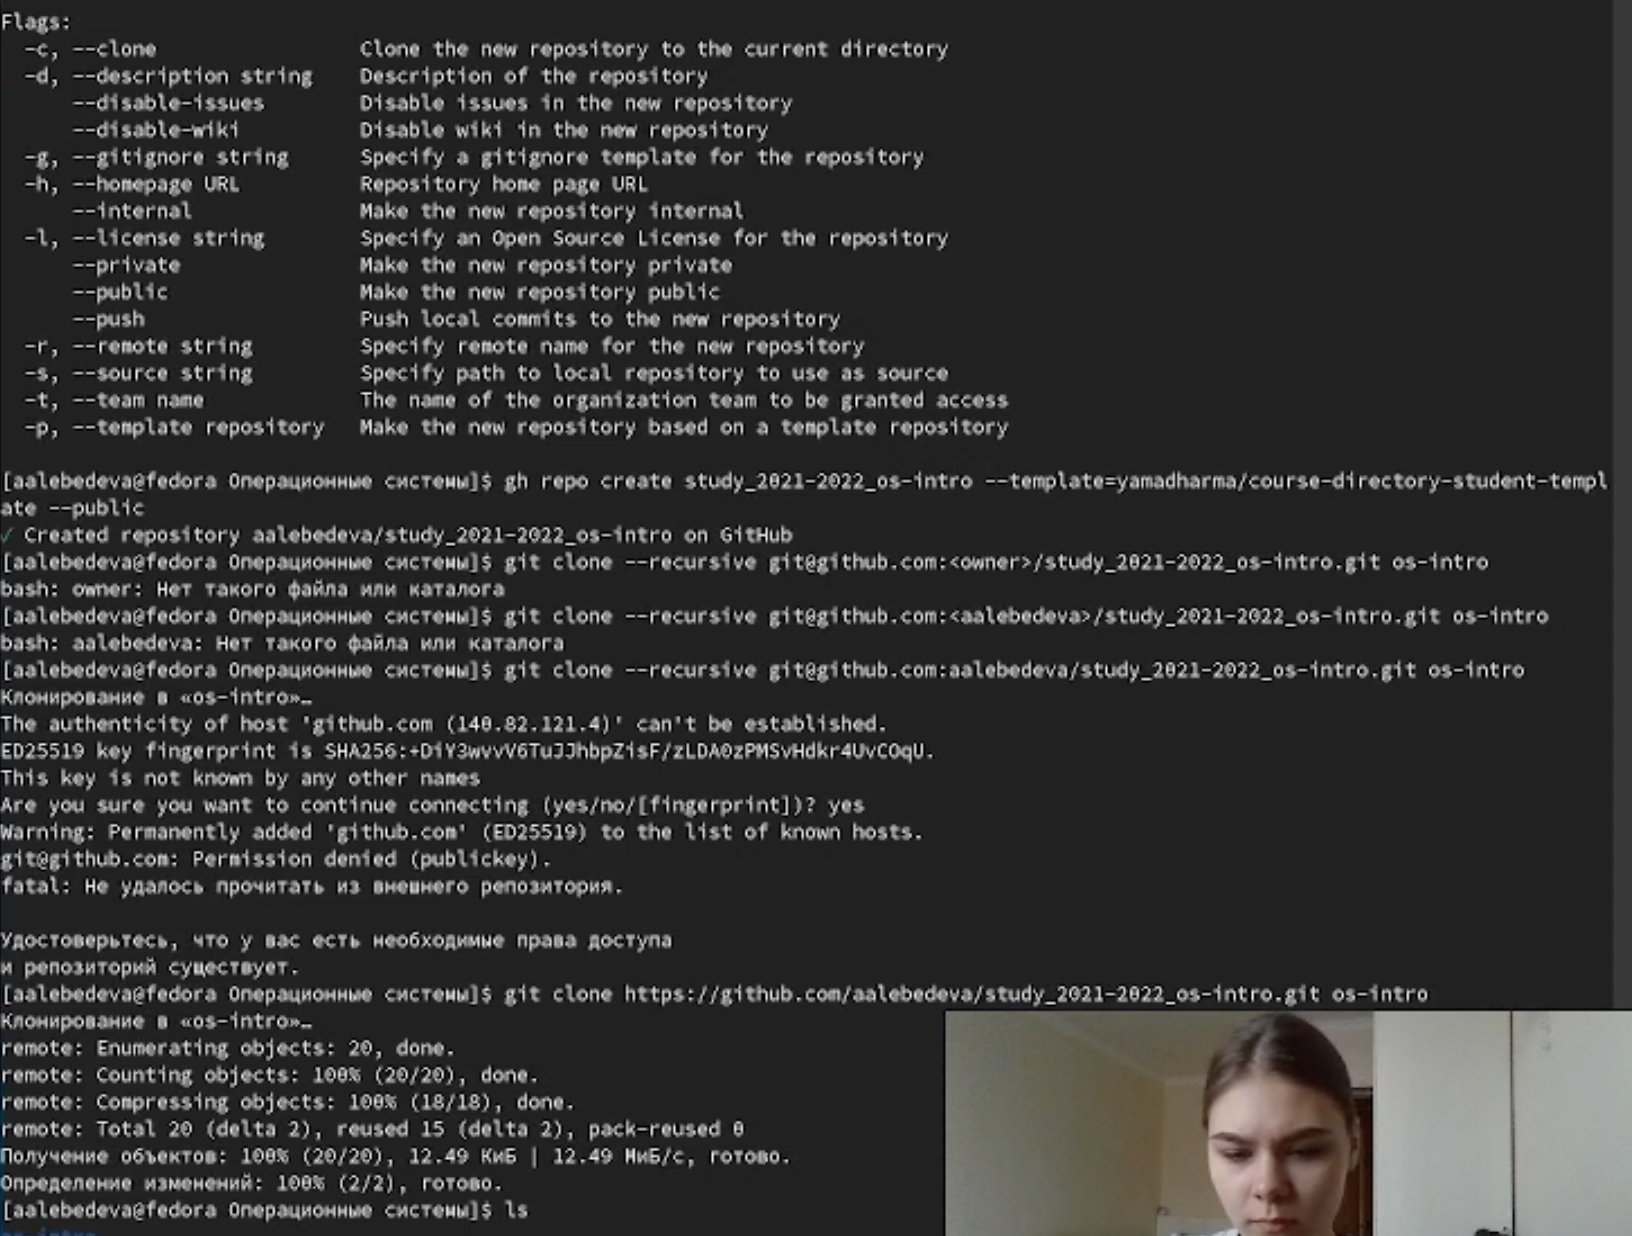 Flags:
-c, --clone Clone the new repository to the current directory
-d, --description string Description of the repository
--disable-issues Disable issues in the new repository
--disable-wiki Disable wiki in the new repository
-g, --gitignore string Specify a gitignore template for the repository
-h, --homepage URL Repository home page URL
--internal Make the new repository internal
-l, --license string Specify an Open Source License for the repository
--private Make the new repository private
--public Make the new repository public
--push Push local commits to the new repository
-r, --remote string Specify remote name for the new repository
-s, --source string Specify path to local repository to use as source
-t, --team name The name of the organization team to be granted access
-p, --template repository Make the new repository based on a template repository
[aalebedeva@fedora Операционные системы]$ gh repo create study_2021-2022_os-intro --template=yamadharma/course-directory-student-templ
ate --public
✓ Created repository aalebedeva/study_2021-2022_os-intro on GitHub
[aalebedeva@fedora Операционные системы]$ git clone --recursive git@github.com:<owner>/study_2021-2022_os-intro.git os-intro
bash: owner: Нет такого файла или каталога
[aalebedeva@fedora Операционные системы]$ git clone --recursive git@github.com:<aalebedeva>/study_2021-2022_os-intro.git os-intro
bash: aalebedeva: Нет такого файла или каталога
[aalebedeva@fedora Операционные системы]$ git clone --recursive git@github.com:aalebedeva/study_2021-2022_os-intro.git os-intro
Клонирование в «os-intro»…
The authenticity of host 'github.com (140.82.121.4)' can't be established.
ED25519 key fingerprint is SHA256:+DiY3wvvV6TuJJhbpZisF/zLDA0zPMSvHdkr4UvCOqU.
This key is not known by any other names
Are you sure you want to continue connecting (yes/no/[fingerprint])? yes
Warning: Permanently added 'github.com' (ED25519) to the list of known hosts.
git@github.com: Permission denied (publickey).
fatal: Не удалось прочитать из внешнего репозитория.
Удостоверьтесь, что у вас есть необходимые права доступа
и репозиторий существует.
[aalebedeva@fedora Операционные системы]$ git clone https://github.com/aalebedeva/study_2021-2022_os-intro.git os-intro
Клонирование в «os-intro»…
remote: Enumerating objects: 20, done.
remote: Counting objects: 100% (20/20), done.
remote: Compressing objects: 100% (18/18), done.
remote: Total 20 (delta 2), reused 15 (delta 2), pack-reused 0
Получение объектов: 100% (20/20), 12.49 КиБ | 12.49 МиБ/с, готово.
Определение изменений: 100% (2/2), готово.
[aalebedeva@fedora Операционные системы]$ ls